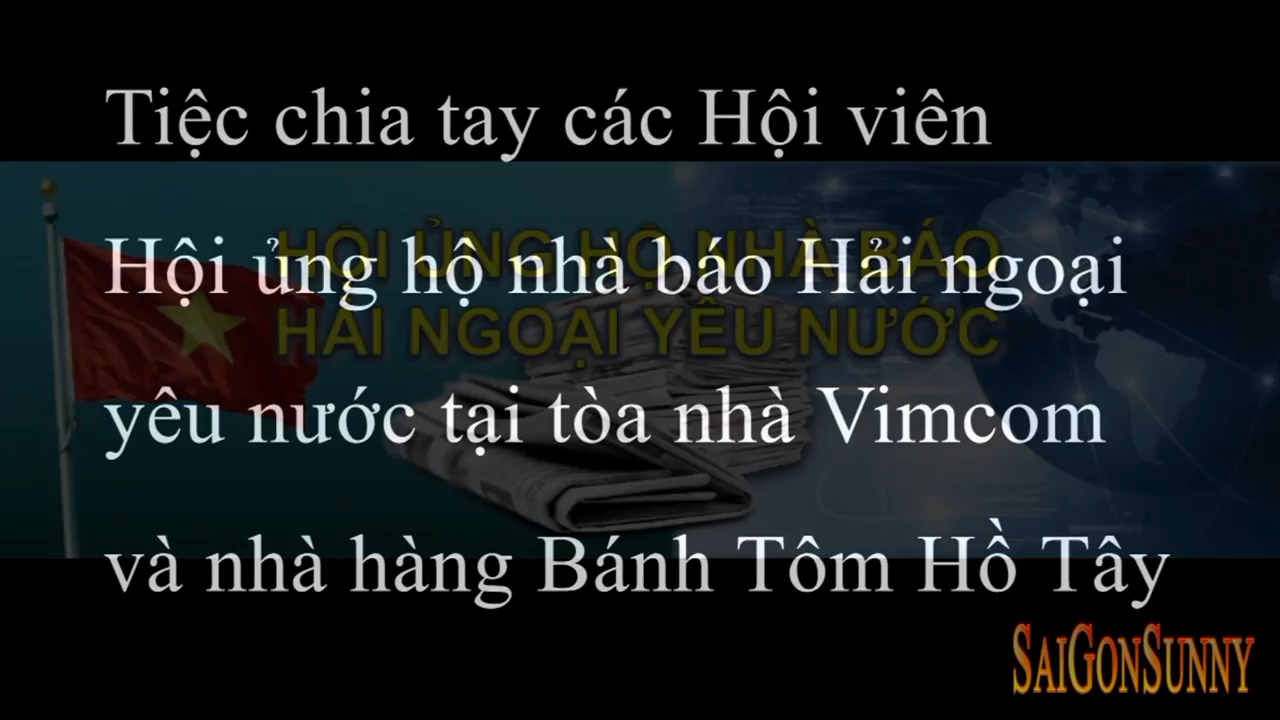 Tiệc chia tay các Hội viên
Hội ủng hộ nhà báo Hải ngoại
yêu nước tại tòa nhà Vimcom
và nhà hàng Bánh Tôm Hồ Tây
HỘI ỦNG HỘ NHÀ BÁO
HẢI NGOẠI YÊU NƯỚC
SAIGONSUNNY